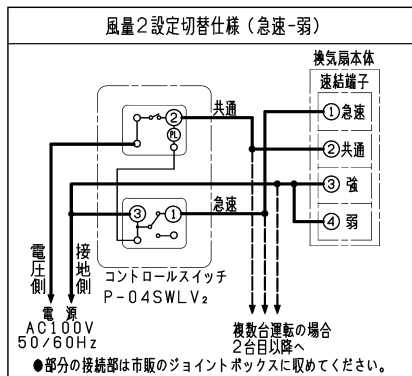 風量2設定切替仕様(急速-弱)
換気扇本体
速結端子
①急速
②共通
③ 強
④ 弱
② 共通
PL
③ ① 急速
電圧側
接地側
コントロールスイッチ
P-04SWLV₂
電 源
AC100V
50/60Hz
複数台運転の場合
2台目以降へ
●部分の接続部は市販のジョイントボックスに収めてください。